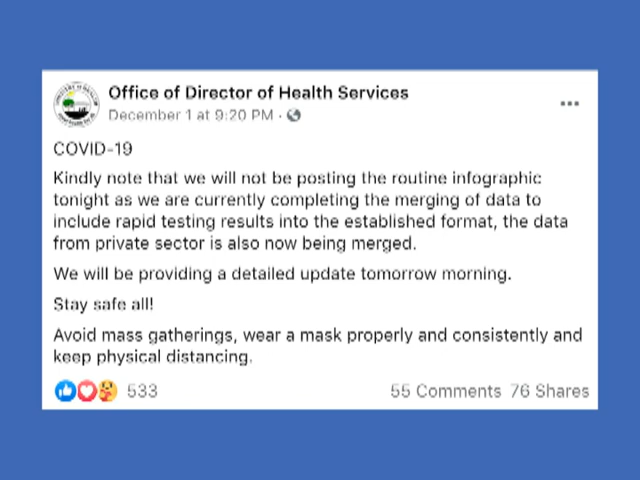 Office of Director of Health Services
December 1 at 9:20 PM ·
COVID-19
Kindly note that we will not be posting the routine infographic
tonight as we are currently completing the merging of data to
include rapid testing results into the established format, the data
from private sector is also now being merged.
We will be providing a detailed update tomorrow morning.
Stay safe all!
Avoid mass gatherings, wear a mask properly and consistently and
keep physical distancing.
533
55 Comments 76 Shares